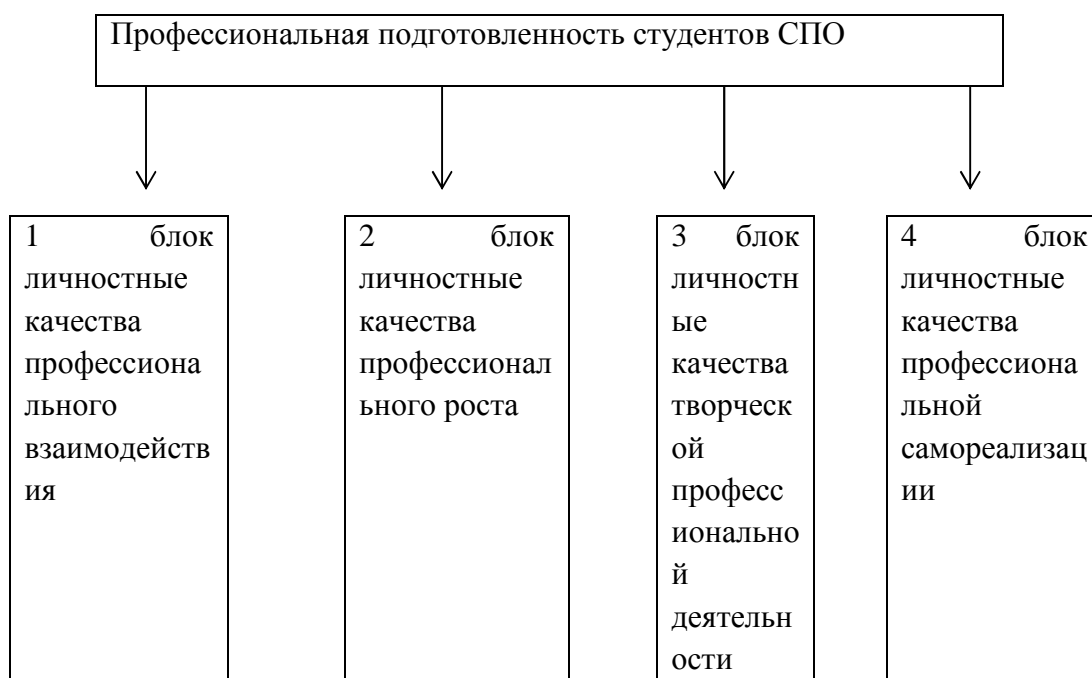 Профессиональная подготовленность студентов СПО
1 блок
личностные
качества
профессиона
льного
взаимодейств
ия
2 блок
личностные
качества
профессионал
ьного роста
3 блок
личностн
ые
качества
творческ
ой
професс
иональнo
й
деятельн
ости
4 блок
личностные
качества
профессиона
льной
самореализац
ии